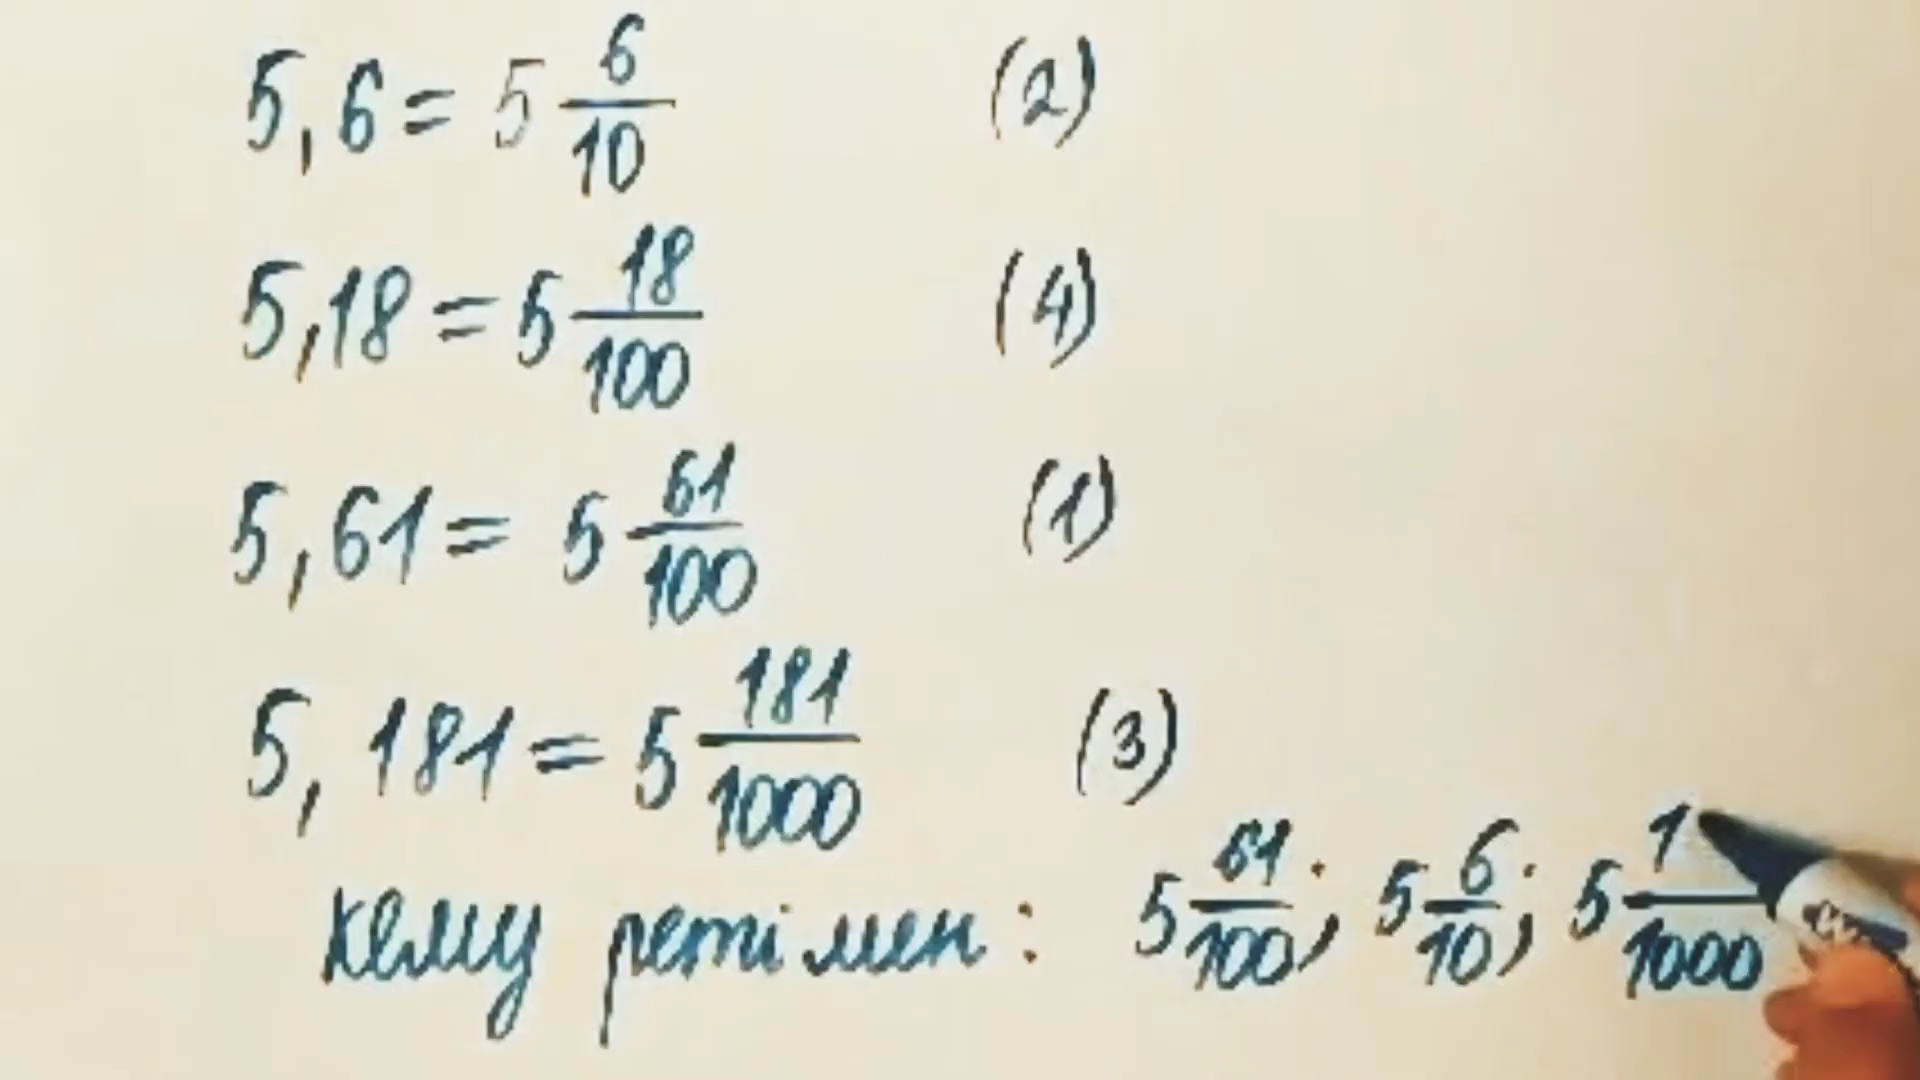 5,6 = 5 6/10 (2)
5,18 = 5 18/100 (4)
5,61 = 5 61/100 (1)
5,181 = 5 181/1000 (3)
кему ретімен: 5 61/100; 5 6/10; 5 1/1000